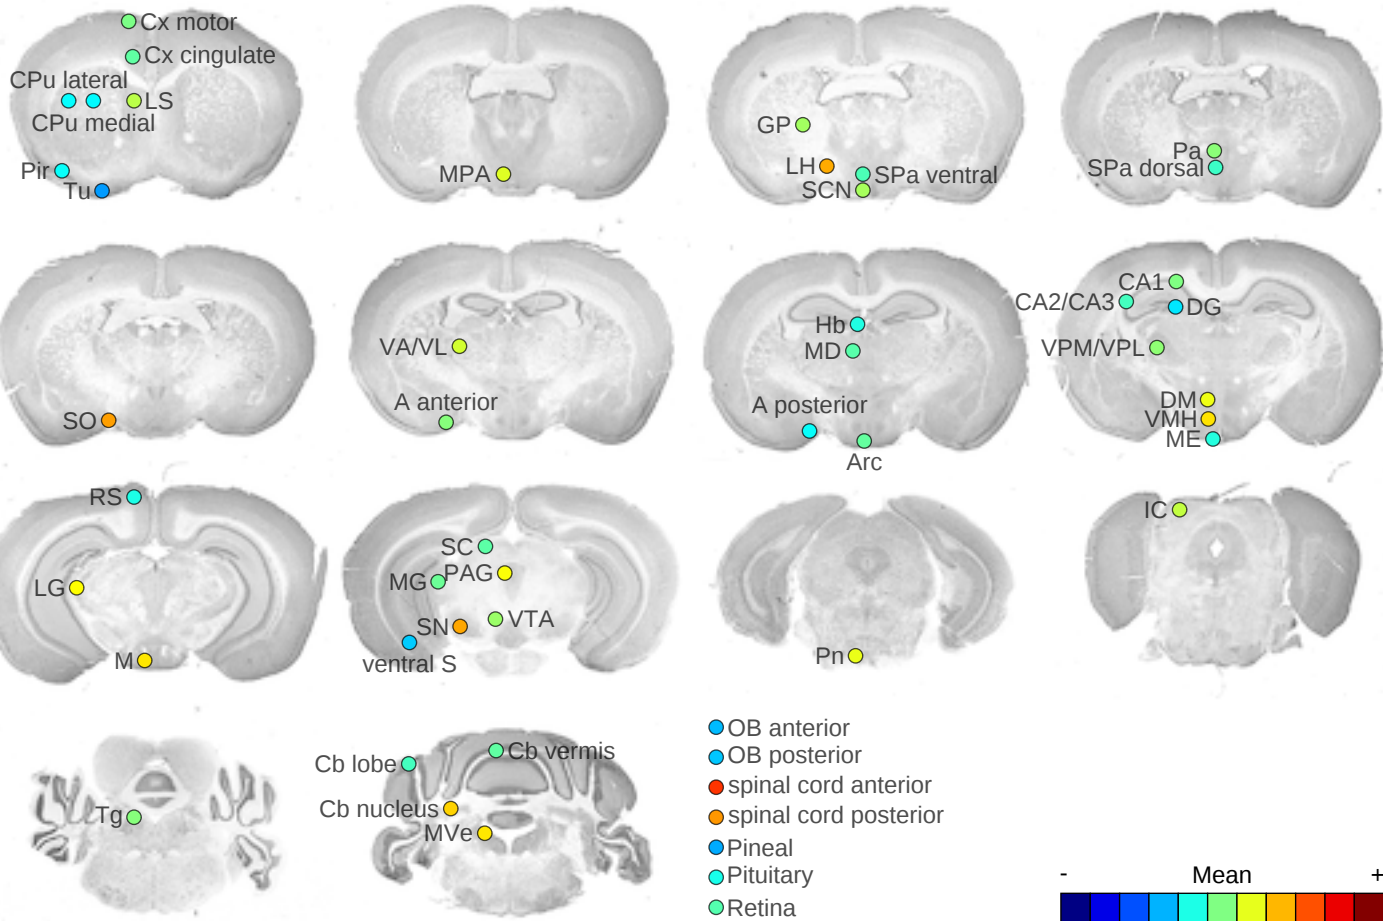 Cx motor
Cx cingulate
CPu lateral
LS
CPu medial
Pir
Tu
MPA
GP
LH
SPa ventral
SCN
Pa
SPa dorsal
SO
VA/VL
A anterior
Hb
MD
A posterior
Arc
CA1
CA2/CA3
DG
VPM/VPL
DM
VMH
ME
RS
LG
M
SC
MG
PAG
SN
VTA
ventral S
Pn
IC
Tg
Cb lobe
Cb vermis
Cb nucleus
MVe
OB anterior
OB posterior
spinal cord anterior
spinal cord posterior
Pineal
Pituitary
Retina
- Mean +